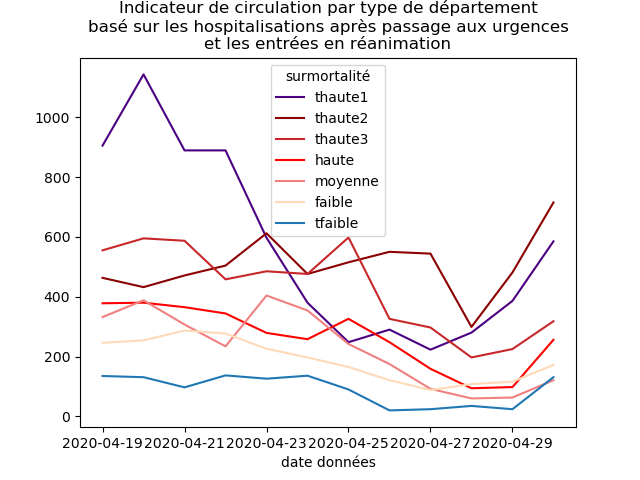 Indicateur de circulation par type de département
basé sur les hospitalisations après passage aux urgences
et les entrées en réanimation
surmortalité
thaute1
thaute2
thaute3
haute
moyenne
faible
tfaible
1000
800
600
400
200
0
2020-04-19 2020-04-21 2020-04-23 2020-04-25 2020-04-27 2020-04-29
date données